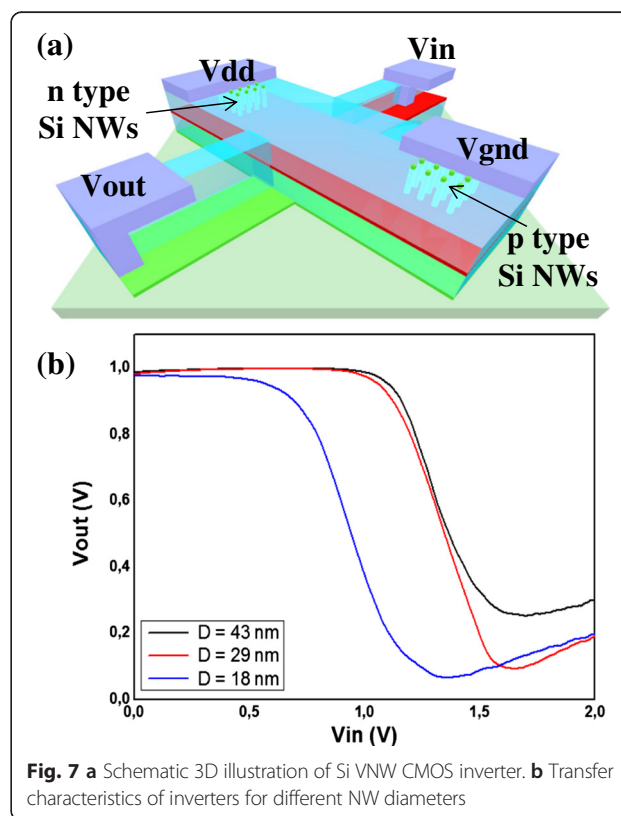 (a)
Vin
Vdd
n type
Si NWs
Vgnd
Vout
p type
Si NWs
(b)
1,0
0,8
0,6
0,4
0,2
0,0
Vout (V)
D = 43 nm
D = 29 nm
D = 18 nm
0,0 0,5 1,0 1,5 2,0
Vin (V)
Fig. 7 a Schematic 3D illustration of Si VNW CMOS inverter. b Transfer
characteristics of inverters for different NW diameters